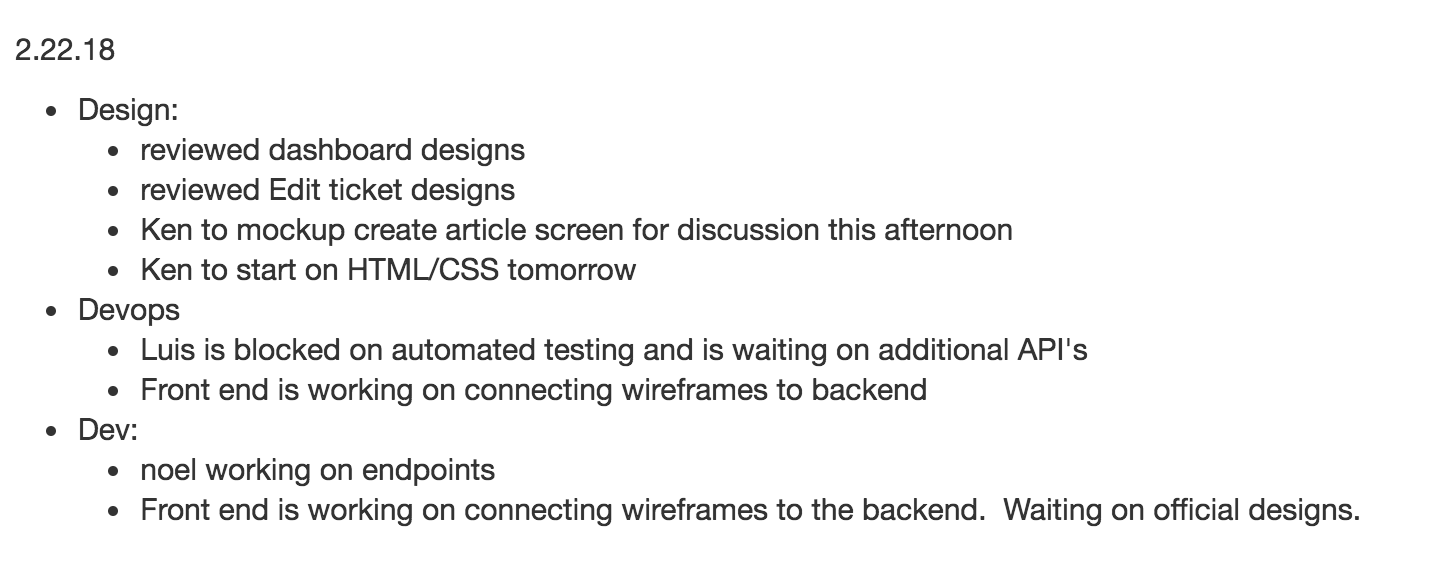 2.22.18
Design:
reviewed dashboard designs
reviewed Edit ticket designs
Ken to mockup create article screen for discussion this afternoon
Ken to start on HTML/CSS tomorrow
Devops
Luis is blocked on automated testing and is waiting on additional API's
Front end is working on connecting wireframes to backend
Dev:
noel working on endpoints
Front end is working on connecting wireframes to the backend.  Waiting on official designs.